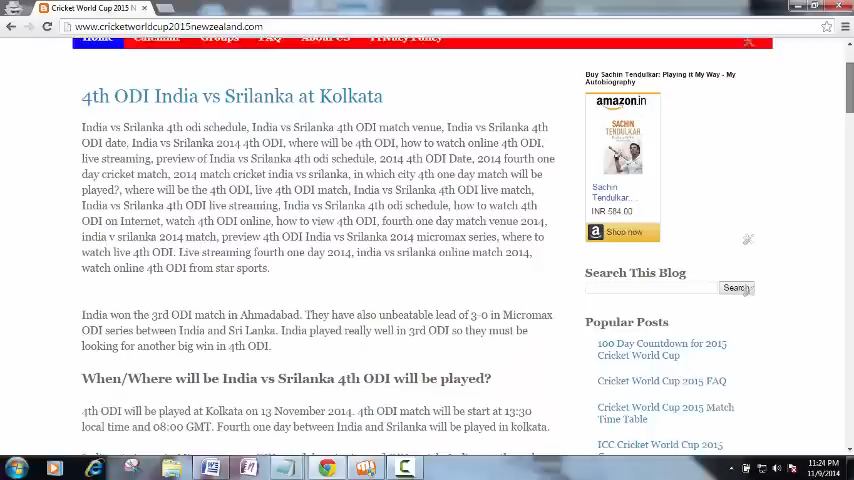 Cricket World Cup 2015 N
www.cricketworldcup2015newzealand.com
Home Calendar Groups FAQ About US Privacy Policy
4th ODI India vs Srilanka at Kolkata
India vs Srilanka 4th odi schedule, India vs Srilanka 4th ODI match venue, India vs Srilanka 4th
ODI date, India vs Srilanka 2014 4th ODI, where will be 4th ODI, how to watch online 4th ODI,
live streaming, preview of India vs Srilanka 4th odi schedule, 2014 4th ODI Date, 2014 fourth one
day cricket match, 2014 match cricket india vs srilanka, in which city 4th one day match will be
played?, where will be the 4th ODI, live 4th ODI match, India vs Srilanka 4th ODI live match,
India vs Srilanka 4th ODI live streaming, India vs Srilanka 4th odi schedule, how to watch 4th
ODI on Internet, watch 4th ODI online, how to view 4th ODI, fourth one day match venue 2014,
india v srilanka 2014 match, preview 4th ODI India vs Srilanka 2014 micromax series, where to
watch live 4th ODI. Live streaming fourth one day 2014, india vs srilanka online match 2014,
watch online 4th ODI from star sports.
India won the 3rd ODI match in Ahmadabad. They have also unbeatable lead of 3-0 in Micromax
ODI series between India and Sri Lanka. India played really well in 3rd ODI so they must be
looking for another big win in 4th ODI.
When/Where will be India vs Srilanka 4th ODI will be played?
4th ODI will be played at Kolkata on 13 November 2014. 4th ODI match will be start at 13:30
local time and 08:00 GMT. Fourth one day between India and Srilanka will be played in kolkata.
Buy Sachin Tendulkar: Playing it My Way - My
Autobiography
amazon.in
SACHIN
TENDULKAR
Sachin
Tendulkar:...
INR 584.00
a Shop now
Search This Blog
Search
Popular Posts
100 Day Countdown for 2015
Cricket World Cup
Cricket World Cup 2015 FAQ
Cricket World Cup 2015 Match
Time Table
ICC Cricket World Cup 2015
11:24 PM
11/9/2014